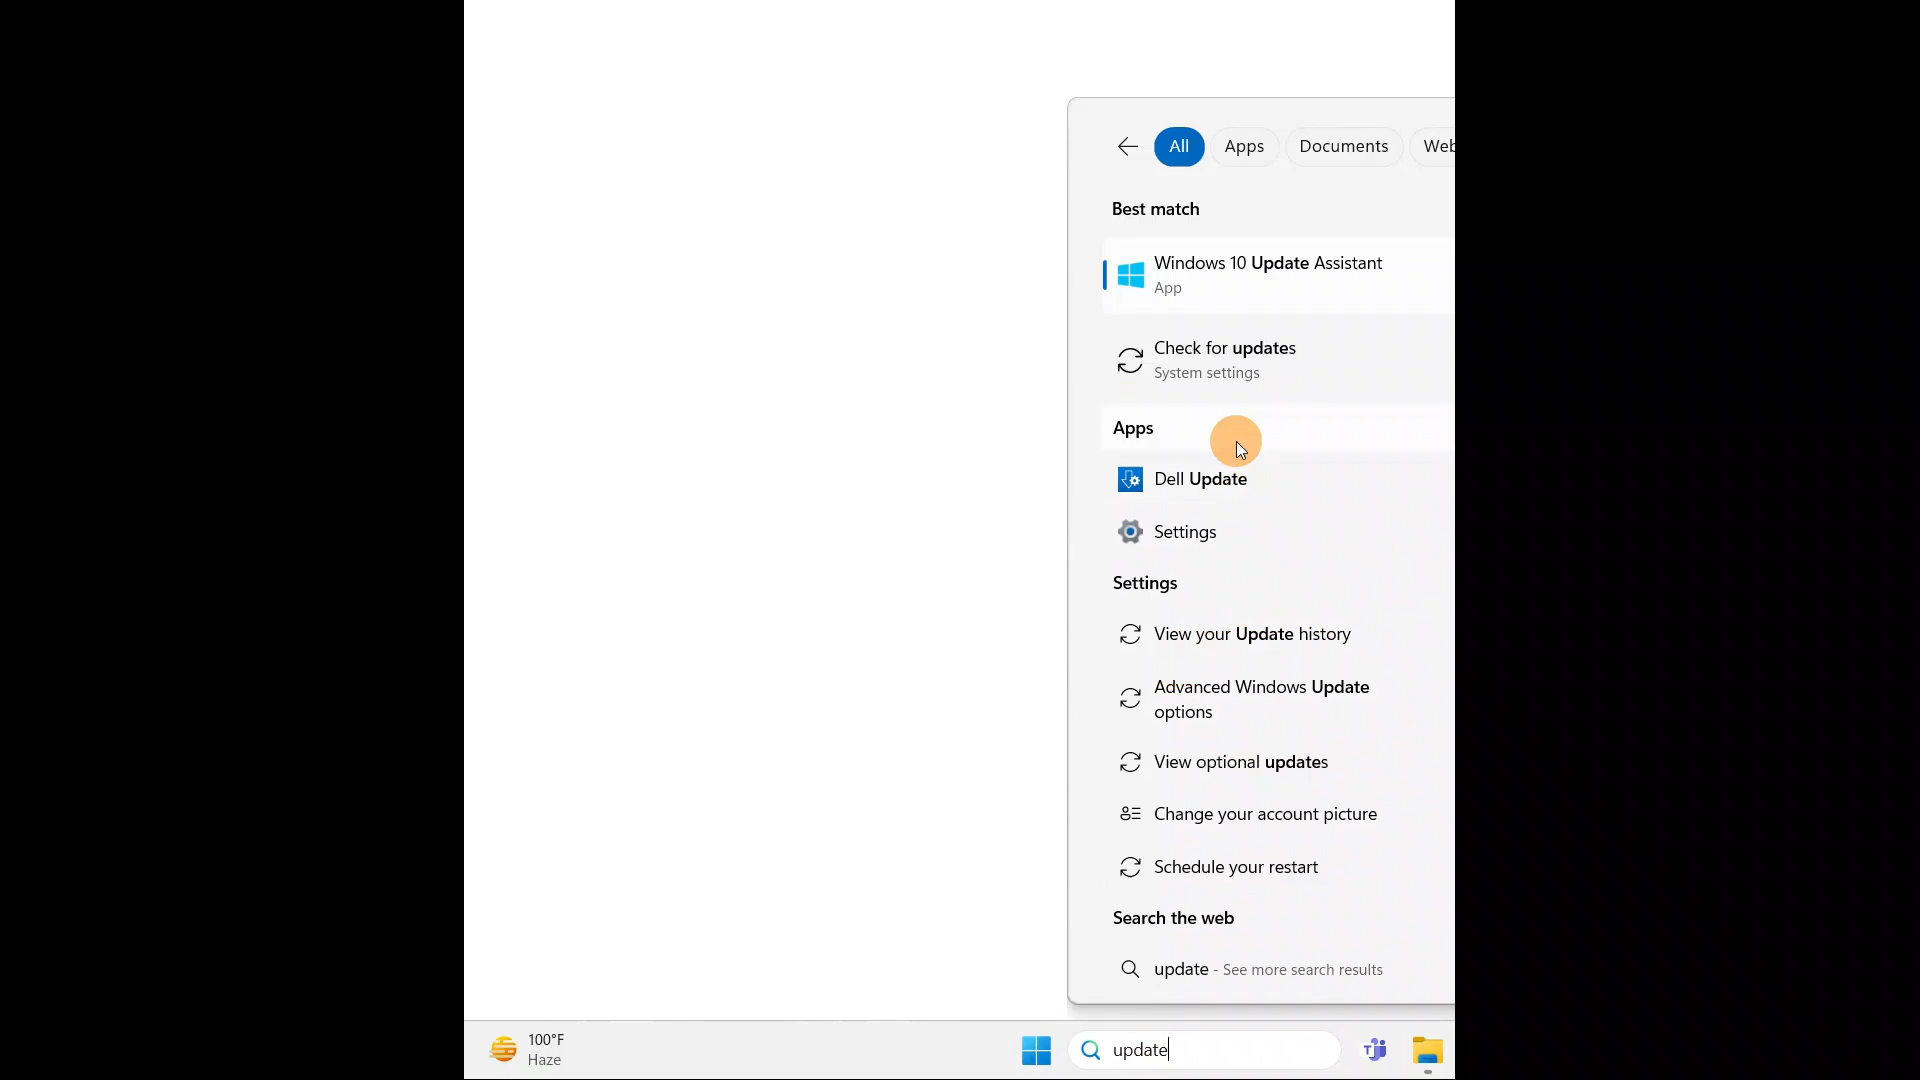 All Apps Documents Web
Best match
Windows 10 Update Assistant
App
Check for updates
System settings
Apps
Dell Update
Settings
Settings
View your Update history
Advanced Windows Update
options
View optional updates
Change your account picture
Schedule your restart
Search the web
update - See more search results
100°F
Haze
update